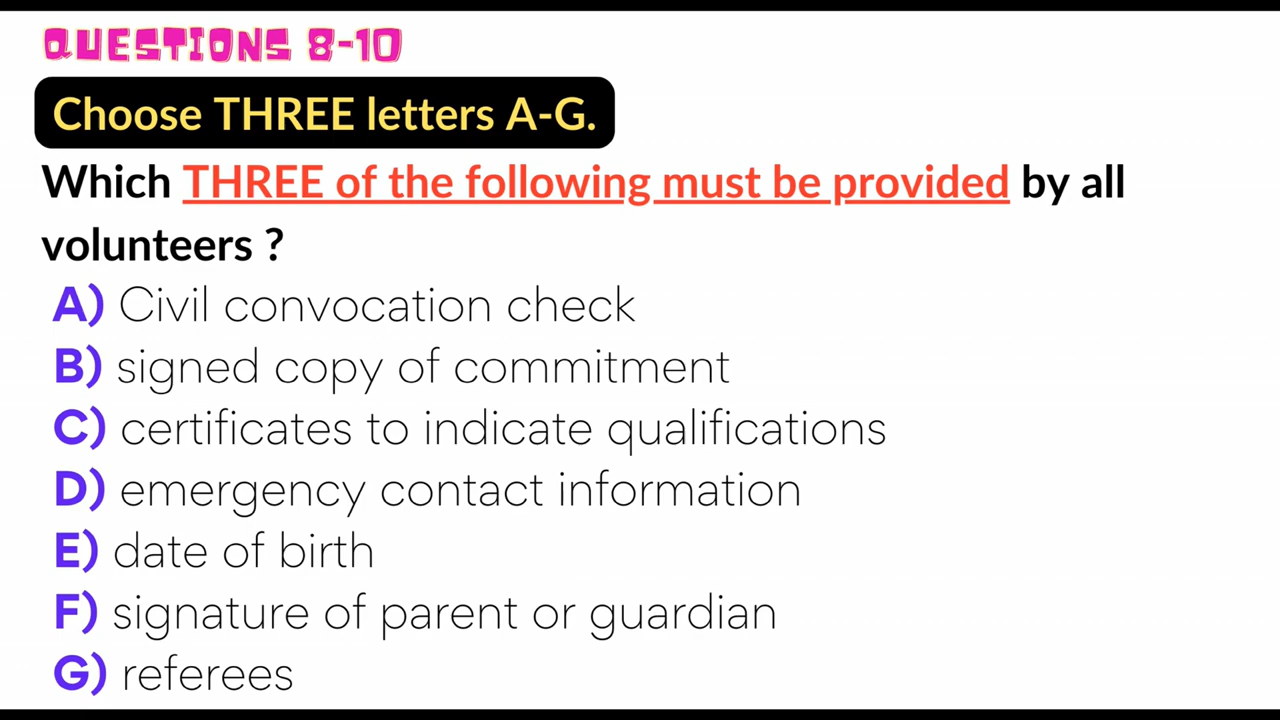 QUESTIONS 8-10
Choose THREE letters A-G.
Which THREE of the following must be provided by all
volunteers ?
A) Civil convocation check
B) signed copy of commitment
C) certificates to indicate qualifications
D) emergency contact information
E) date of birth
F) signature of parent or guardian
G) referees